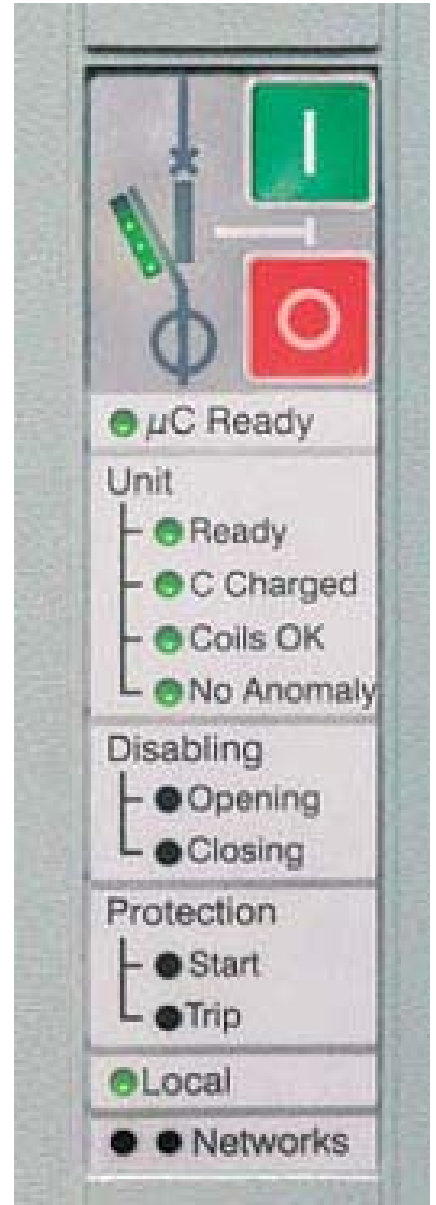 I
O
μC Ready
Unit
Ready
C Charged
Coils OK
No Anomaly
Disabling
Opening
Closing
Protection
Start
Trip
Local
Networks